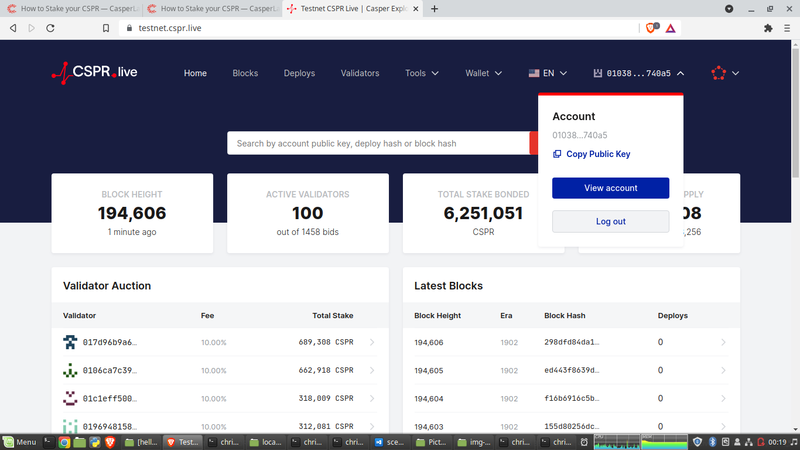 How to Stake your CSPR — CasperLa
How to Stake your CSPR — CasperLa
Testnet CSPR Live | Casper Expl
testnet.cspr.live
CSPR.live
Home
Blocks
Deploys
Validators
Tools
Wallet
EN
01038...740a5
Account
01038...740a5
Copy Public Key
View account
Log out
Search by account public key, deploy hash or block hash
BLOCK HEIGHT
194,606
1 minute ago
ACTIVE VALIDATORS
100
out of 1458 bids
TOTAL STAKE BONDED
6,251,051
CSPR
PPLY
08
,256
Validator Auction
Validator Fee Total Stake
017d96b9a6… 10.00% 689,308 CSPR
0106ca7c39… 10.00% 662,918 CSPR
01c1eff508… 10.00% 318,009 CSPR
0196948158… 10.00% 312,081 CSPR
Latest Blocks
Block Height Era Block Hash Deploys
194,606 1902 298dfd84da1… 0
194,605 1902 ed443f8639d… 0
194,604 1902 f16b6916c5b… 0
194,603 1902 155d80256dc… 0
Menu
[hell...
Test...
chri...
loca...
chri...
chri...
sce...
Pict...
img-...
chri...
chri...
00:19